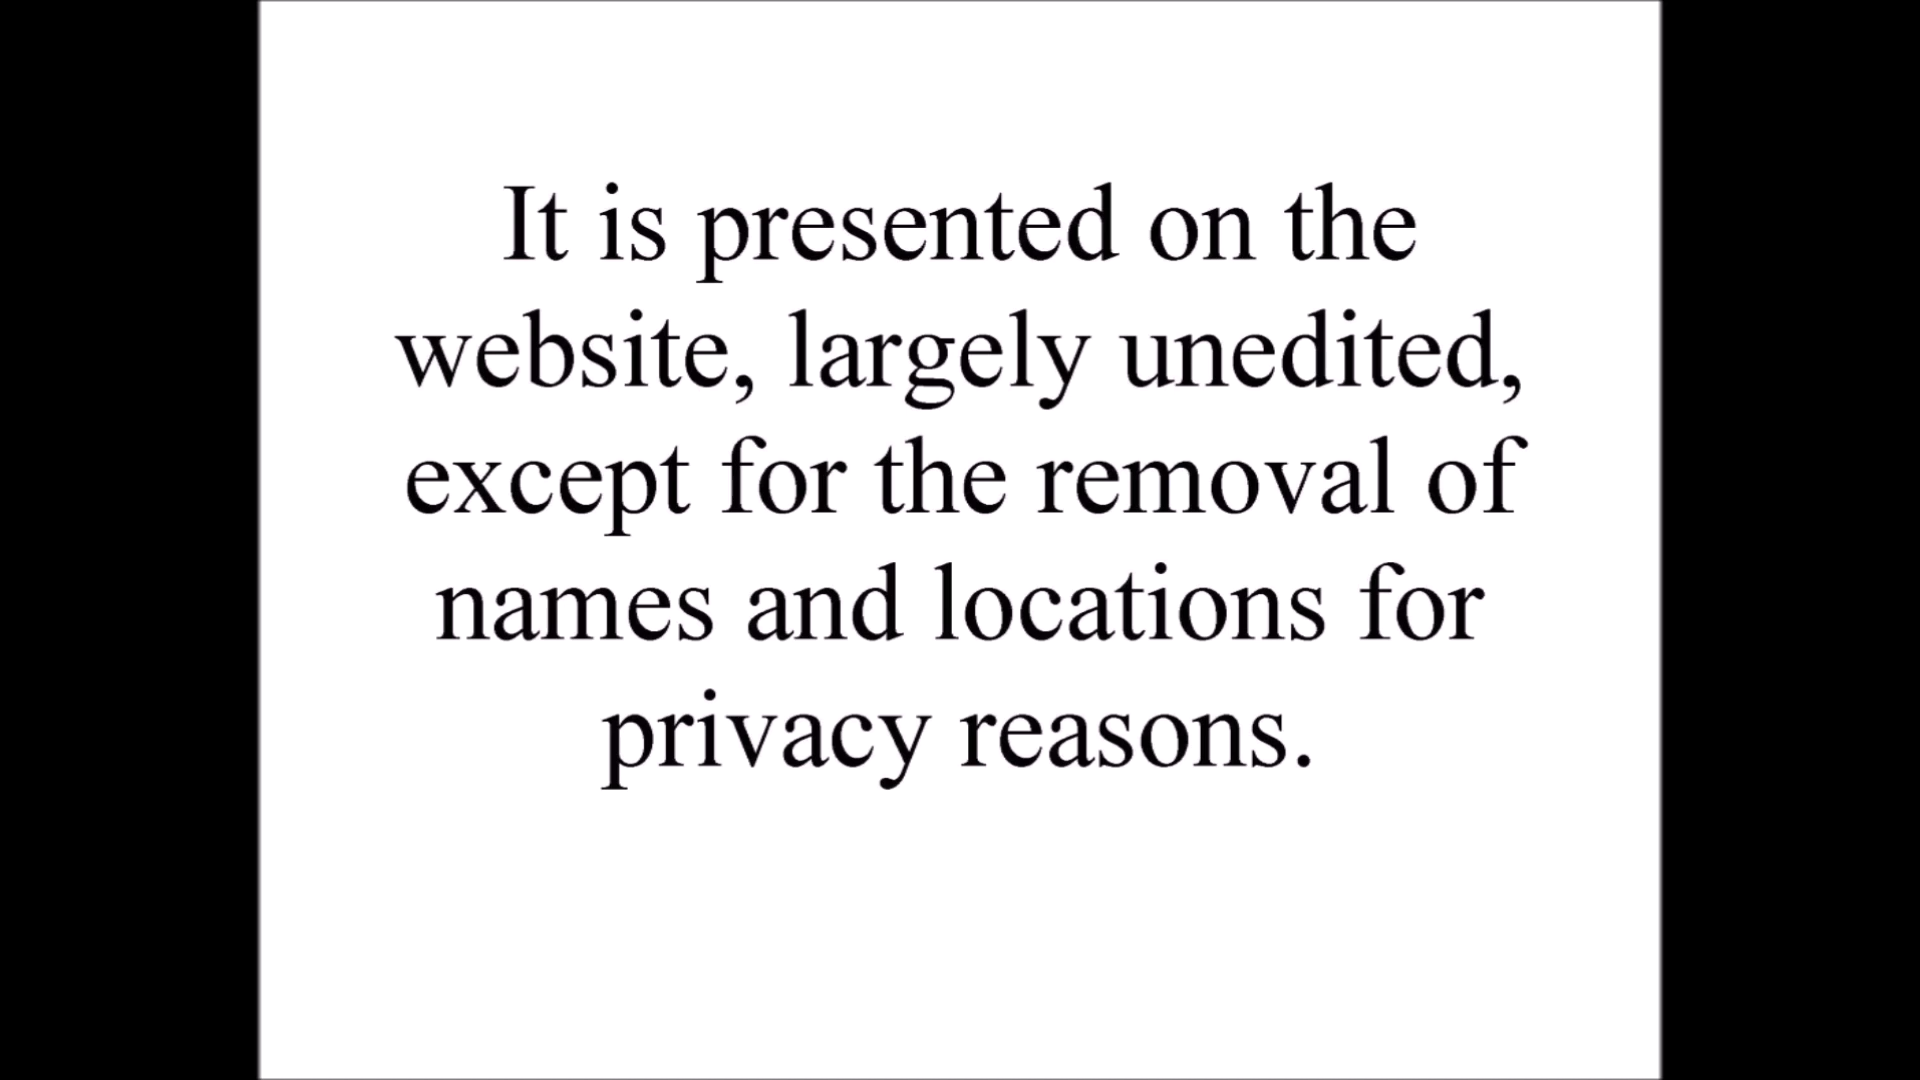 It is presented on the
website, largely unedited,
except for the removal of
names and locations for
privacy reasons.